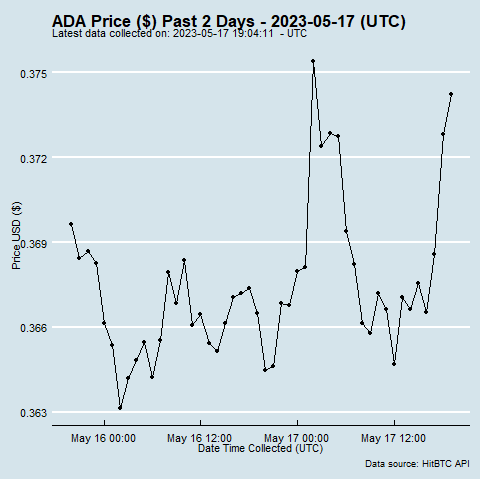 ADA Price ($) Past 2 Days - 2023-05-17 (UTC)
Latest data collected on: 2023-05-17 19:04:11 - UTC
0.375
0.372
0.369
0.366
0.363
Price USD ($)
May 16 00:00
May 16 12:00
May 17 00:00
May 17 12:00
Date Time Collected (UTC)
Data source: HitBTC API